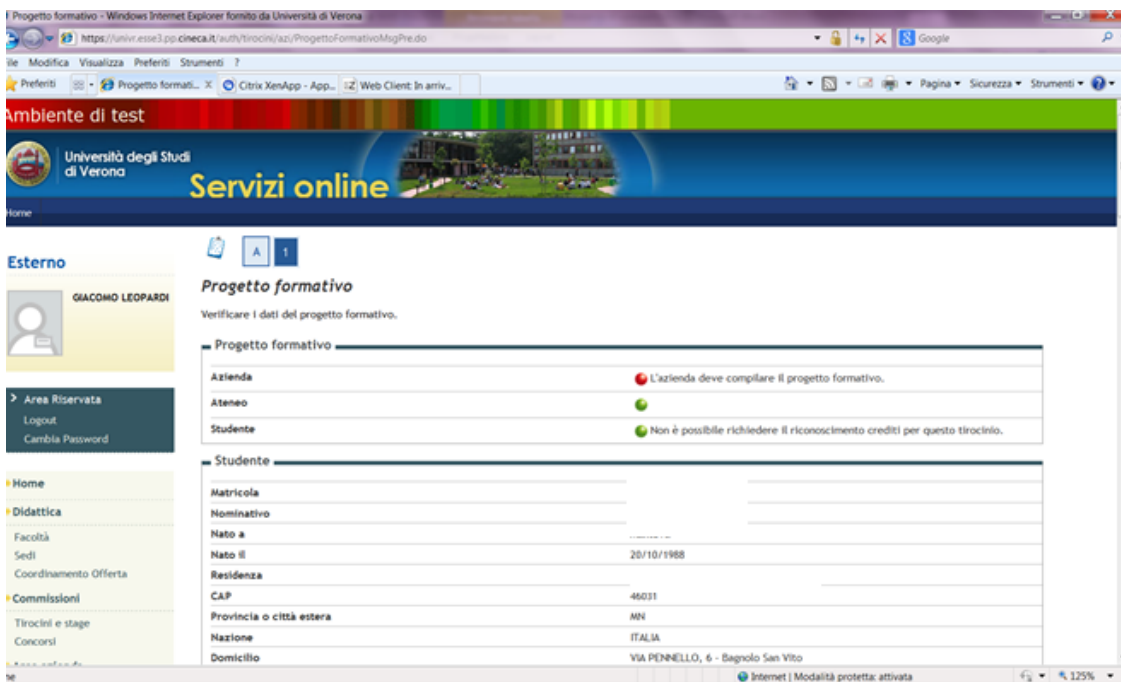 Progetto formativo - Windows Internet Explorer fornito da Università di Verona
https://univr.esse3.pp.cineca.it/auth/tirocini/azi/ProgettoFormativoMsgPre.do
Google
Modifica Visualizza Preferiti Strumenti ?
Preferiti Progetto formati... X Citrix XenApp - App... Web Client: In arriv... Pagina Sicurezza Strumenti
Ambiente di test
Università degli Studi
di Verona
Servizi online
Home
A 1
Esterno
GIACOMO LEOPARDI
Progetto formativo
Verificare i dati del progetto formativo.
Progetto formativo
Azienda L'azienda deve compilare il progetto formativo.
Ateneo
Studente Non è possibile richiedere il riconoscimento crediti per questo tirocinio.
> Area Riservata
Logout
Cambia Password
Studente
Matricola
Nominativo
Nato a
Nato il 20/10/1988
Residenza
CAP 46031
Provincia o città estera MN
Nazione ITALIA
Domicilio VIA PENNELLO, 6 - Bagnolo San Vito
Home
Didattica
Facoltà
Sedi
Coordinamento Offerta
Commissioni
Tirocini e stage
Concorsi
Internet | Modalità protetta: attivata 125%